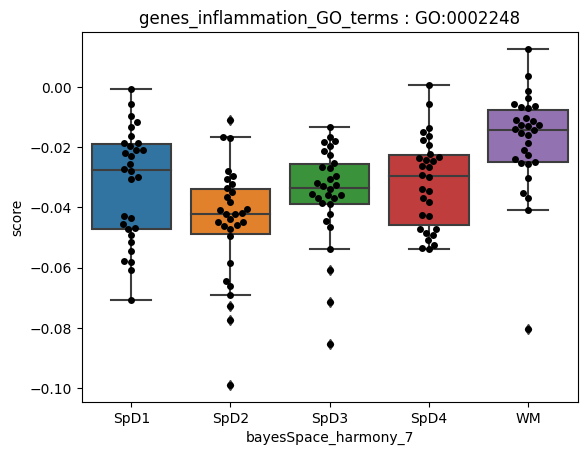 genes_inflammation_GO_terms : GO:0002248
score
0.00
−0.02
−0.04
−0.06
−0.08
−0.10
SpD1 SpD2 SpD3 SpD4 WM
bayesSpace_harmony_7